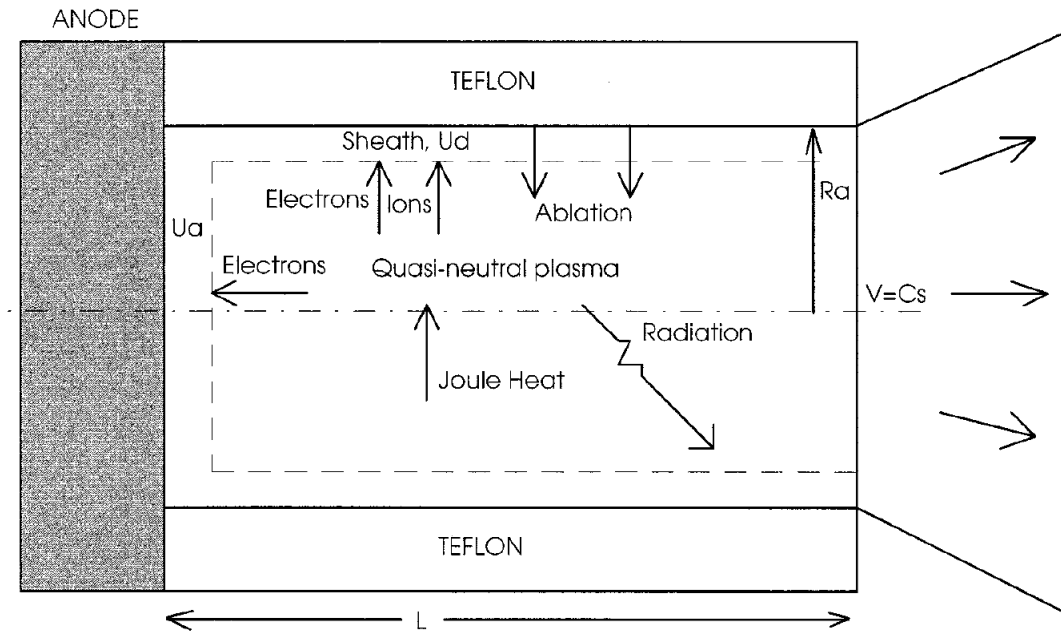 ANODE
TEFLON
Sheath, Ud
Electrons
Ions
Ablation
Ra
Ua
Electrons
Quasi-neutral plasma
V=Cs
Radiation
Joule Heat
TEFLON
L